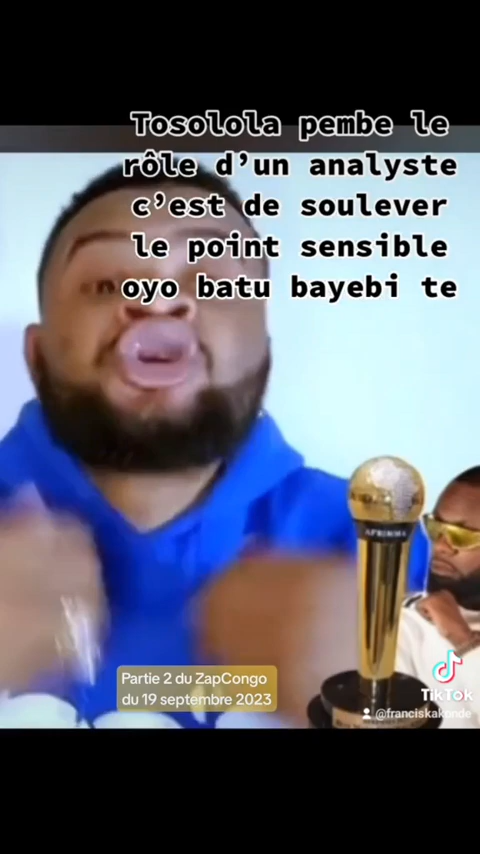 Tosolola pembe le
rôle d’un analyste
c’est de soulever
le point sensible
oyo batu bayebi te
AFRIMMA
Partie 2 du ZapCongo
du 19 septembre 2023
TikTok
@franciskakonde